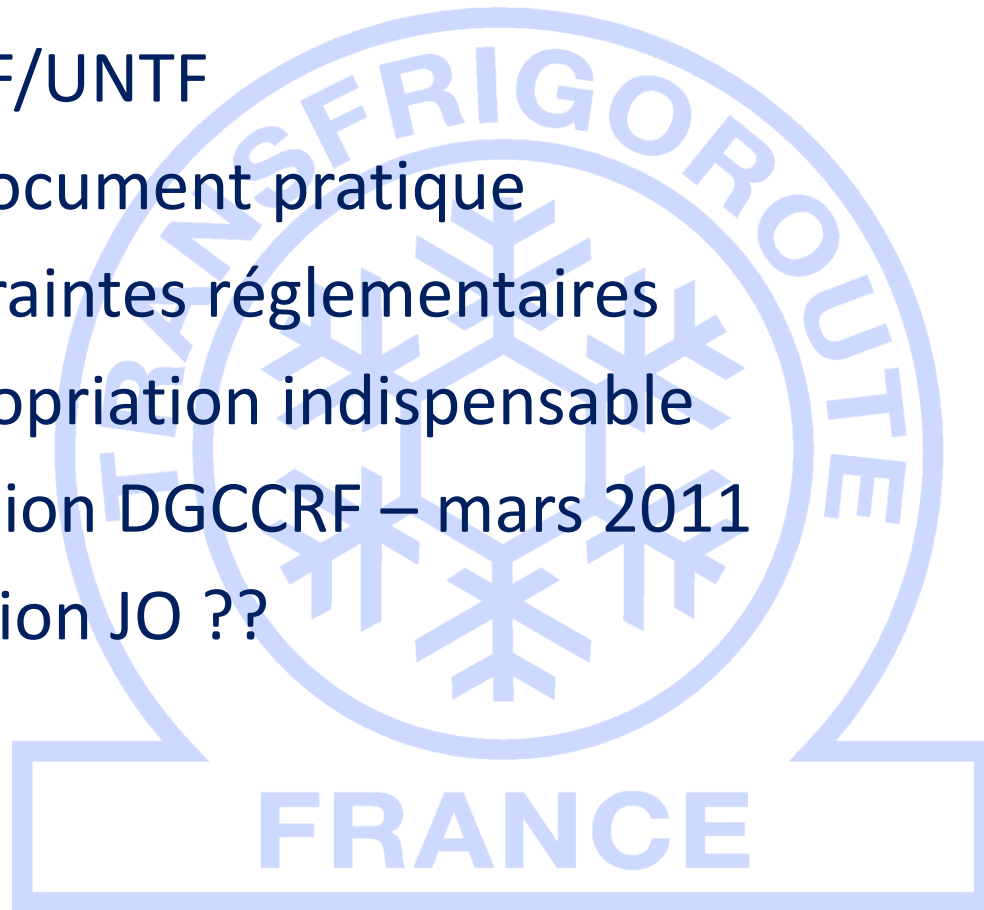 F/UNTF
ocument pratique
raintes réglementaires
opriation indispensable
ion DGCCRF – mars 2011
ion JO ??
TRANSFRIGOROUTE
FRANCE